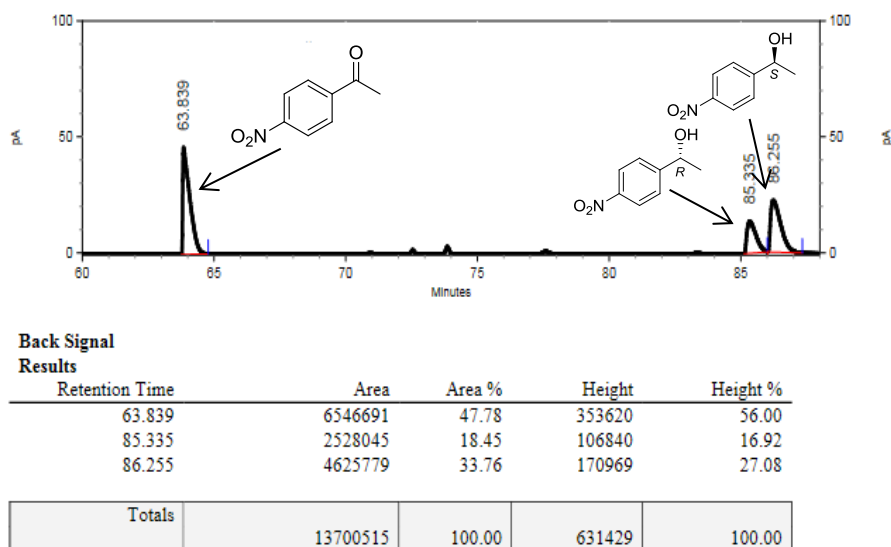 100
100
OH
S
O₂N
63.839
O
O₂N
OH
R
O₂N
85.335
86.255
pA
50
50
pA
0
0
60
65
70
75
80
85
Minutes
Back Signal
Results
Retention Time Area Area % Height Height %
63.839 6546691 47.78 353620 56.00
85.335 2528045 18.45 106840 16.92
86.255 4625779 33.76 170969 27.08
Totals
13700515 100.00 631429 100.00